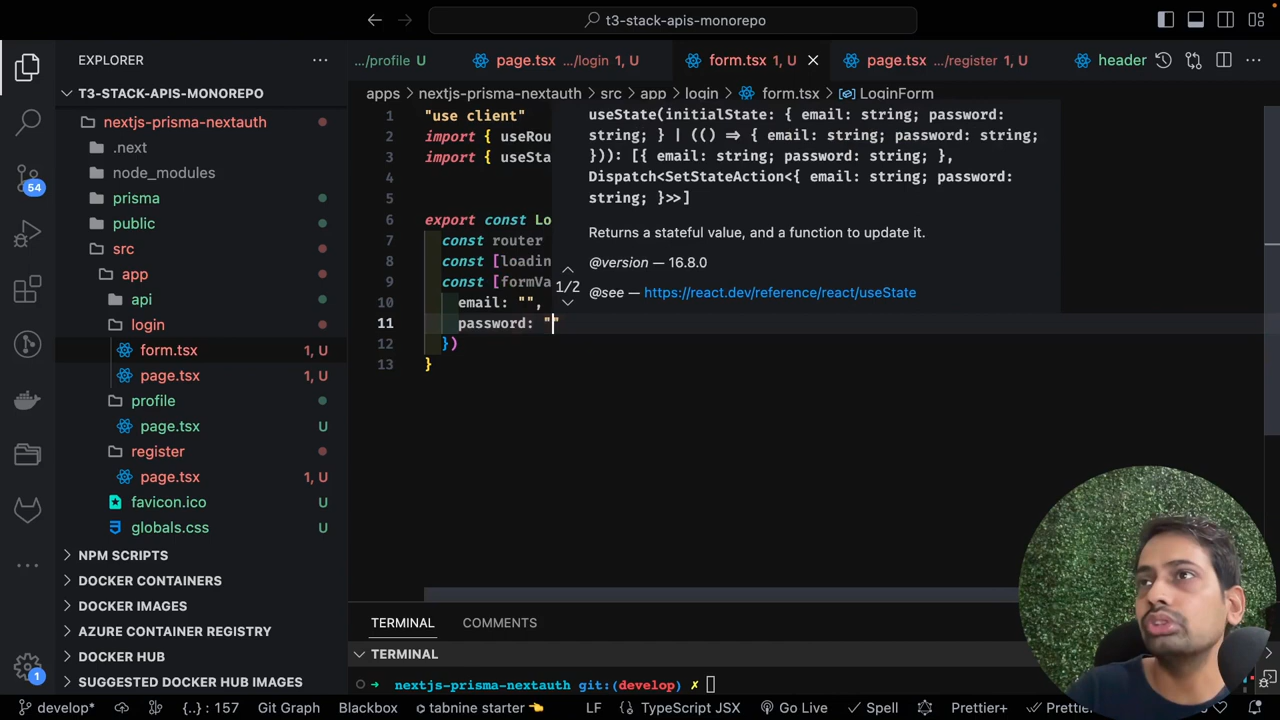 t3-stack-apis-monorepo
EXPLORER
.../profile U
page.tsx .../login 1, U
form.tsx 1, U
page.tsx .../register 1, U
header
T3-STACK-APIS-MONOREPO
apps > nextjs-prisma-nextauth > src > app > login > form.tsx > LoginForm
nextjs-prisma-nextauth
.next
node_modules
prisma
public
src
app
api
login
form.tsx 1, U
page.tsx 1, U
profile
page.tsx U
register
page.tsx 1, U
favicon.ico U
globals.css U
NPM SCRIPTS
DOCKER CONTAINERS
DOCKER IMAGES
AZURE CONTAINER REGISTRY
DOCKER HUB
SUGGESTED DOCKER HUB IMAGES
54
1
1 "use client"
2 import { useRou
3 import { useSta
4
5
6 export const Lo
7 const router
8 const [loadin
9 const [formVa
10 email: "",
11 password: ""
12 })
13 }
useState(initialState: { email: string; password:
string; } | (() => { email: string; password: string;
})): [{ email: string; password: string; },
Dispatch<SetStateAction<{ email: string; password:
string; }>>]
Returns a stateful value, and a function to update it.
@version — 16.8.0
1/2
@see — https://react.dev/reference/react/useState
TERMINAL COMMENTS
TERMINAL
nextjs-prisma-nextauth git:(develop) ✗
develop* {..} : 157 Git Graph Blackbox tabnine starter LF TypeScript JSX Go Live Spell Prettier+ Prettier